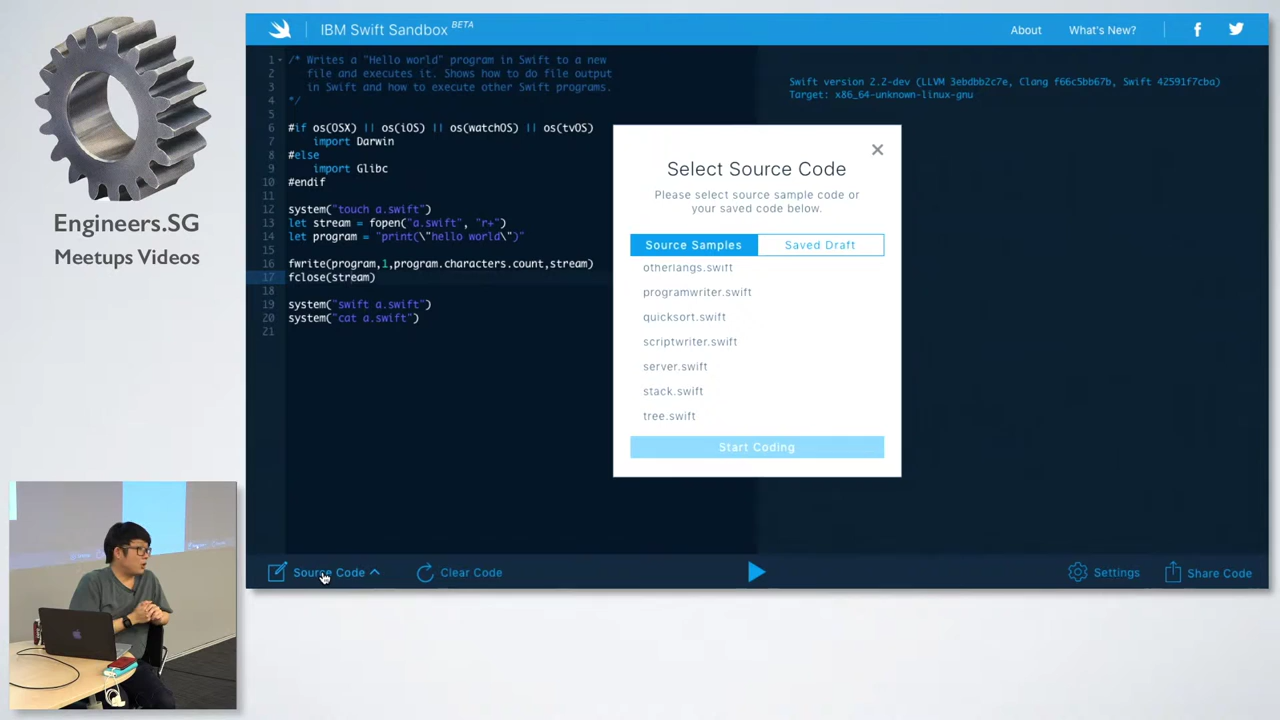 Engineers.SG
Meetups Videos
IBM Swift Sandbox BETA
About
What's New?
1 /* Writes a "Hello world" program in Swift to a new
2 file and executes it. Shows how to do file output
3 in Swift and how to execute other Swift programs.
4 */
5
6 #if os(OSX) || os(iOS) || os(watchOS) || os(tvOS)
7 import Darwin
8 #else
9 import Glibc
10 #endif
11
12 system("touch a.swift")
13 let stream = fopen("a.swift", "r+")
14 let program = "print(\"hello world\")"
15
16 fwrite(program,1,program.characters.count,stream)
17 fclose(stream)
18
19 system("swift a.swift")
20 system("cat a.swift")
21
Swift version 2.2-dev (LLVM 3ebdbb2c7e, Clang f66c5bb67b, Swift 42591f7cba)
Target: x86_64-unknown-linux-gnu
Select Source Code
Please select source sample code or
your saved code below.
Source Samples
Saved Draft
otherlangs.swift
programwriter.swift
quicksort.swift
scriptwriter.swift
server.swift
stack.swift
tree.swift
Start Coding
Source Code
Clear Code
Settings
Share Code